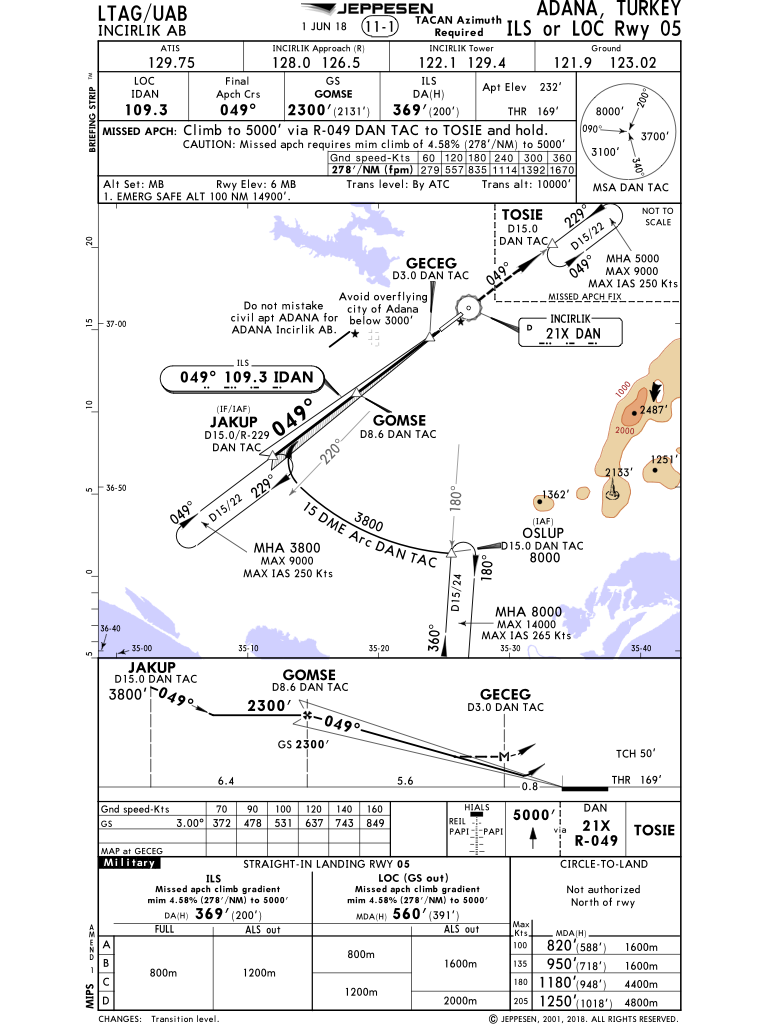 LTAG/UAB
INCIRLIK AB
JEPPESEN
1 JUN 18
11-1
TACAN Azimuth
Required
ADANA, TURKEY
ILS or LOC Rwy 05
ATIS
129.75
INCIRLIK Approach (R)
128.0 126.5
INCIRLIK Tower
122.1 129.4
Ground
121.9 123.02
BRIEFING STRIP ™
LOC
IDAN
109.3
Final
Apch Crs
049°
GS
GOMSE
2300' (2131')
ILS
DA(H)
369' (200')
Apt Elev 232'
THR 169'
MISSED APCH: Climb to 5000' via R-049 DAN TAC to TOSIE and hold.
CAUTION: Missed apch requires mim climb of 4.58% (278'/NM) to 5000'
Gnd speed-Kts 60 120 180 240 300 360
278'/NM (fpm) 279 557 835 1114 1392 1670
Alt Set: MB Rwy Elev: 6 MB Trans level: By ATC Trans alt: 10000'
1. EMERG SAFE ALT 100 NM 14900'.
8000'
200°
090°
3700'
3100'
340°
MSA DAN TAC
TOSIE
D15.0
DAN TAC
229°
D15/22
049°
049°
NOT TO
SCALE
MHA 5000
MAX 9000
MAX IAS 250 Kts
MISSED APCH FIX
GECEG
D3.0 DAN TAC
Do not mistake
civil apt ADANA for
ADANA Incirlik AB.
Avoid overflying
city of Adana
below 3000'
INCIRLIK
D 21X DAN
ILS
049° 109.3 IDAN
(IF/IAF)
JAKUP
D15.0/R-229
DAN TAC
049°
GOMSE
D8.6 DAN TAC
220°
1000
2487'
2000
1251'
2133'
1362'
049°
D15/22
229°
MHA 3800
MAX 9000
MAX IAS 250 Kts
3800
15 DME Arc DAN TAC
180°
(IAF)
OSLUP
D15.0 DAN TAC
8000
180°
D15/24
360°
MHA 8000
MAX 14000
MAX IAS 265 Kts
20
15
10
5
0
5
37-00
36-50
36-40
35-00
35-10
35-20
35-30
35-40
JAKUP
D15.0 DAN TAC
3800'
049°
2300'
GOMSE
D8.6 DAN TAC
049°
GS 2300'
GECEG
D3.0 DAN TAC
M
TCH 50'
THR 169'
6.4
5.6
0.8
Gnd speed-Kts 70 90 100 120 140 160
GS 3.00° 372 478 531 637 743 849
MAP at GECEG
HIALS
REIL
PAPI PAPI
5000'
via
DAN
21X
R-049
TOSIE
Military
STRAIGHT-IN LANDING RWY 05
CIRCLE-TO-LAND
ILS
Missed apch climb gradient
mim 4.58% (278'/NM) to 5000'
DA(H) 369' (200')
LOC (GS out)
Missed apch climb gradient
mim 4.58% (278'/NM) to 5000'
MDA(H) 560' (391')
Not authorized
North of rwy
FULL
ALS out
ALS out
Max
Kts
MDA(H)
A
B
C
D
800m
1200m
800m
1200m
1600m
2000m
100 820' (588') 1600m
135 950' (718') 1600m
180 1180' (948') 4400m
205 1250' (1018') 4800m
AMEND 1
MIPS
CHANGES: Transition level.
© JEPPESEN, 2001, 2018. ALL RIGHTS RESERVED.